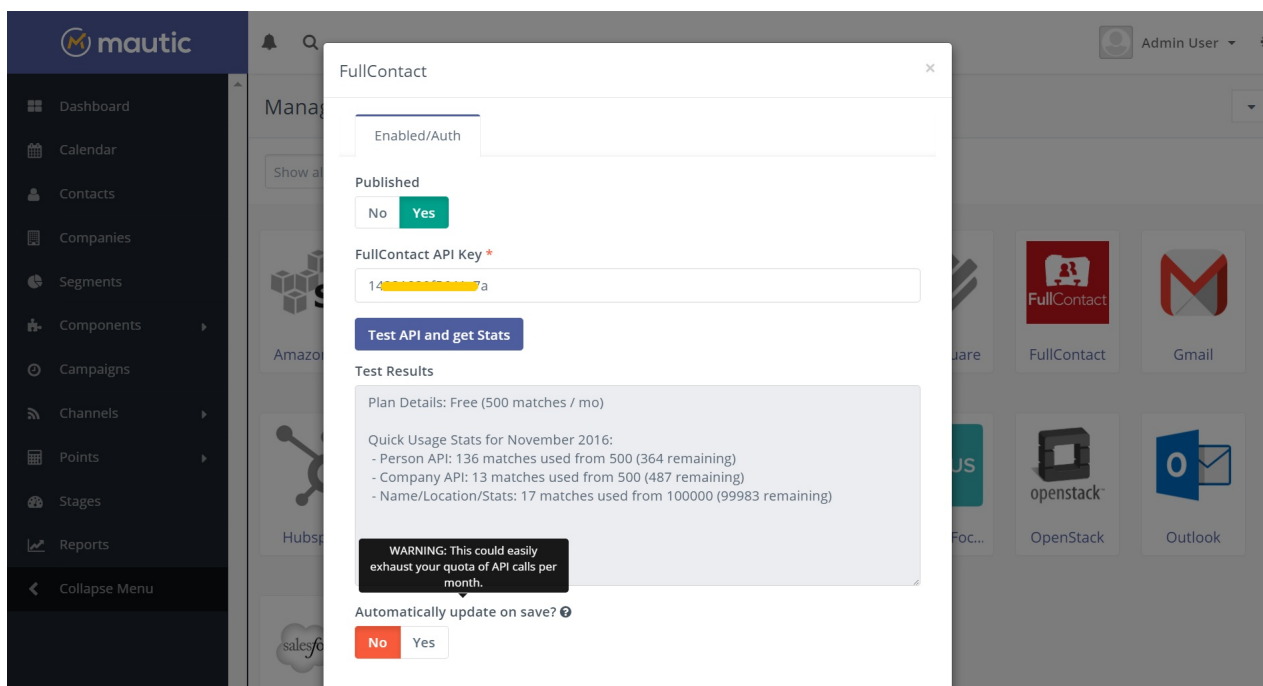 mautic
Admin User
Dashboard
Calendar
Contacts
Companies
Segments
Components
Campaigns
Channels
Points
Stages
Reports
Collapse Menu
FullContact
×
Enabled/Auth
Published
No Yes
FullContact API Key *
Test API and get Stats
Test Results
Plan Details: Free (500 matches / mo)
Quick Usage Stats for November 2016:
- Person API: 136 matches used from 500 (364 remaining)
- Company API: 13 matches used from 500 (487 remaining)
- Name/Location/Stats: 17 matches used from 100000 (99983 remaining)
WARNING: This could easily
exhaust your quota of API calls per
month.
Automatically update on save?
No Yes
FullContact
FullContact
Gmail
openstack
OpenStack
Outlook